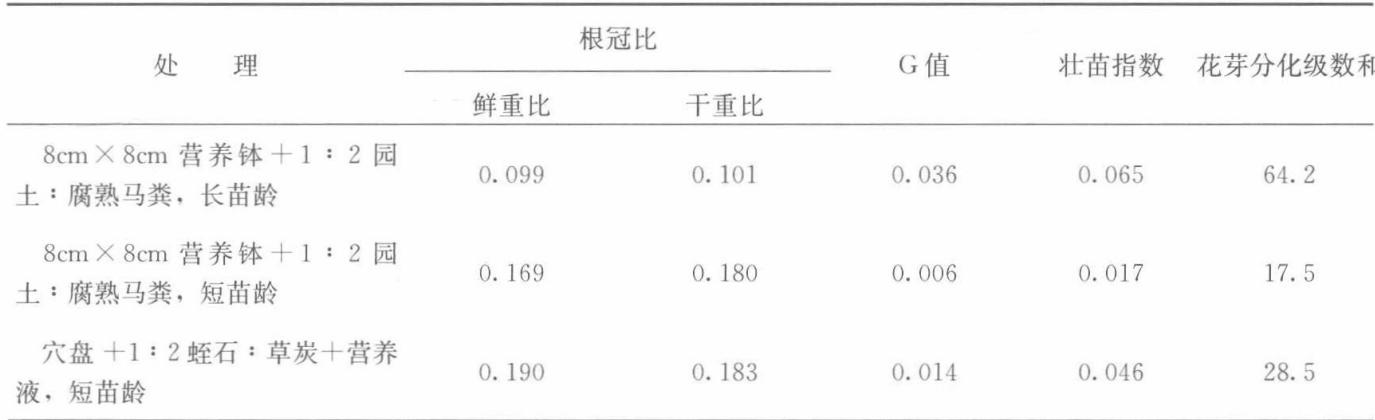 处 理 根冠比 G值 壮苗指数 花芽分化级数和
鲜重比 干重比
8cm×8cm 营养钵+1∶2 园
土∶腐熟马粪，长苗龄 0.099 0.101 0.036 0.065 64.2
8cm×8cm 营养钵+1∶2 园
土∶腐熟马粪，短苗龄 0.169 0.180 0.006 0.017 17.5
穴盘+1∶2蛭石∶草炭+营养
液，短苗龄 0.190 0.183 0.014 0.046 28.5